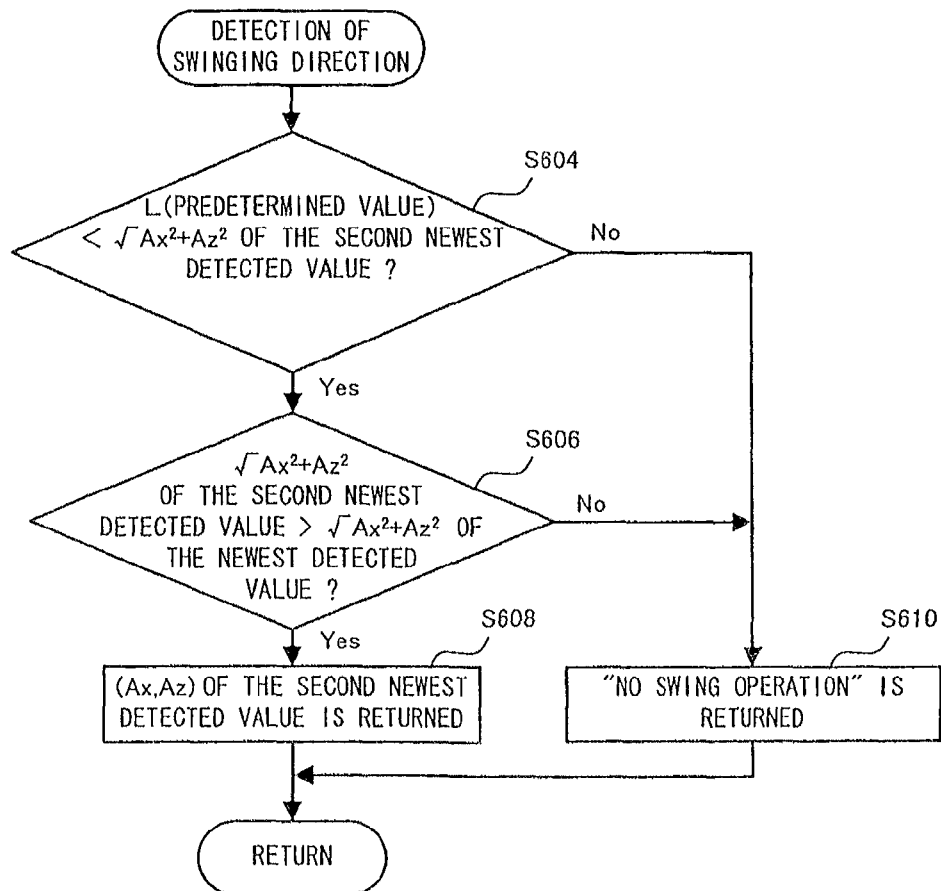 DETECTION OF
SWINGING DIRECTION
S604
L(PREDETERMINED VALUE)
< √Ax²+Az² OF THE SECOND NEWEST
DETECTED VALUE ?
No
Yes
S606
√Ax²+Az²
OF THE SECOND NEWEST
DETECTED VALUE > √Ax²+Az² OF
THE NEWEST DETECTED
VALUE ?
No
Yes
S608
(Ax,Az) OF THE SECOND NEWEST
DETECTED VALUE IS RETURNED
S610
"NO SWING OPERATION" IS
RETURNED
RETURN